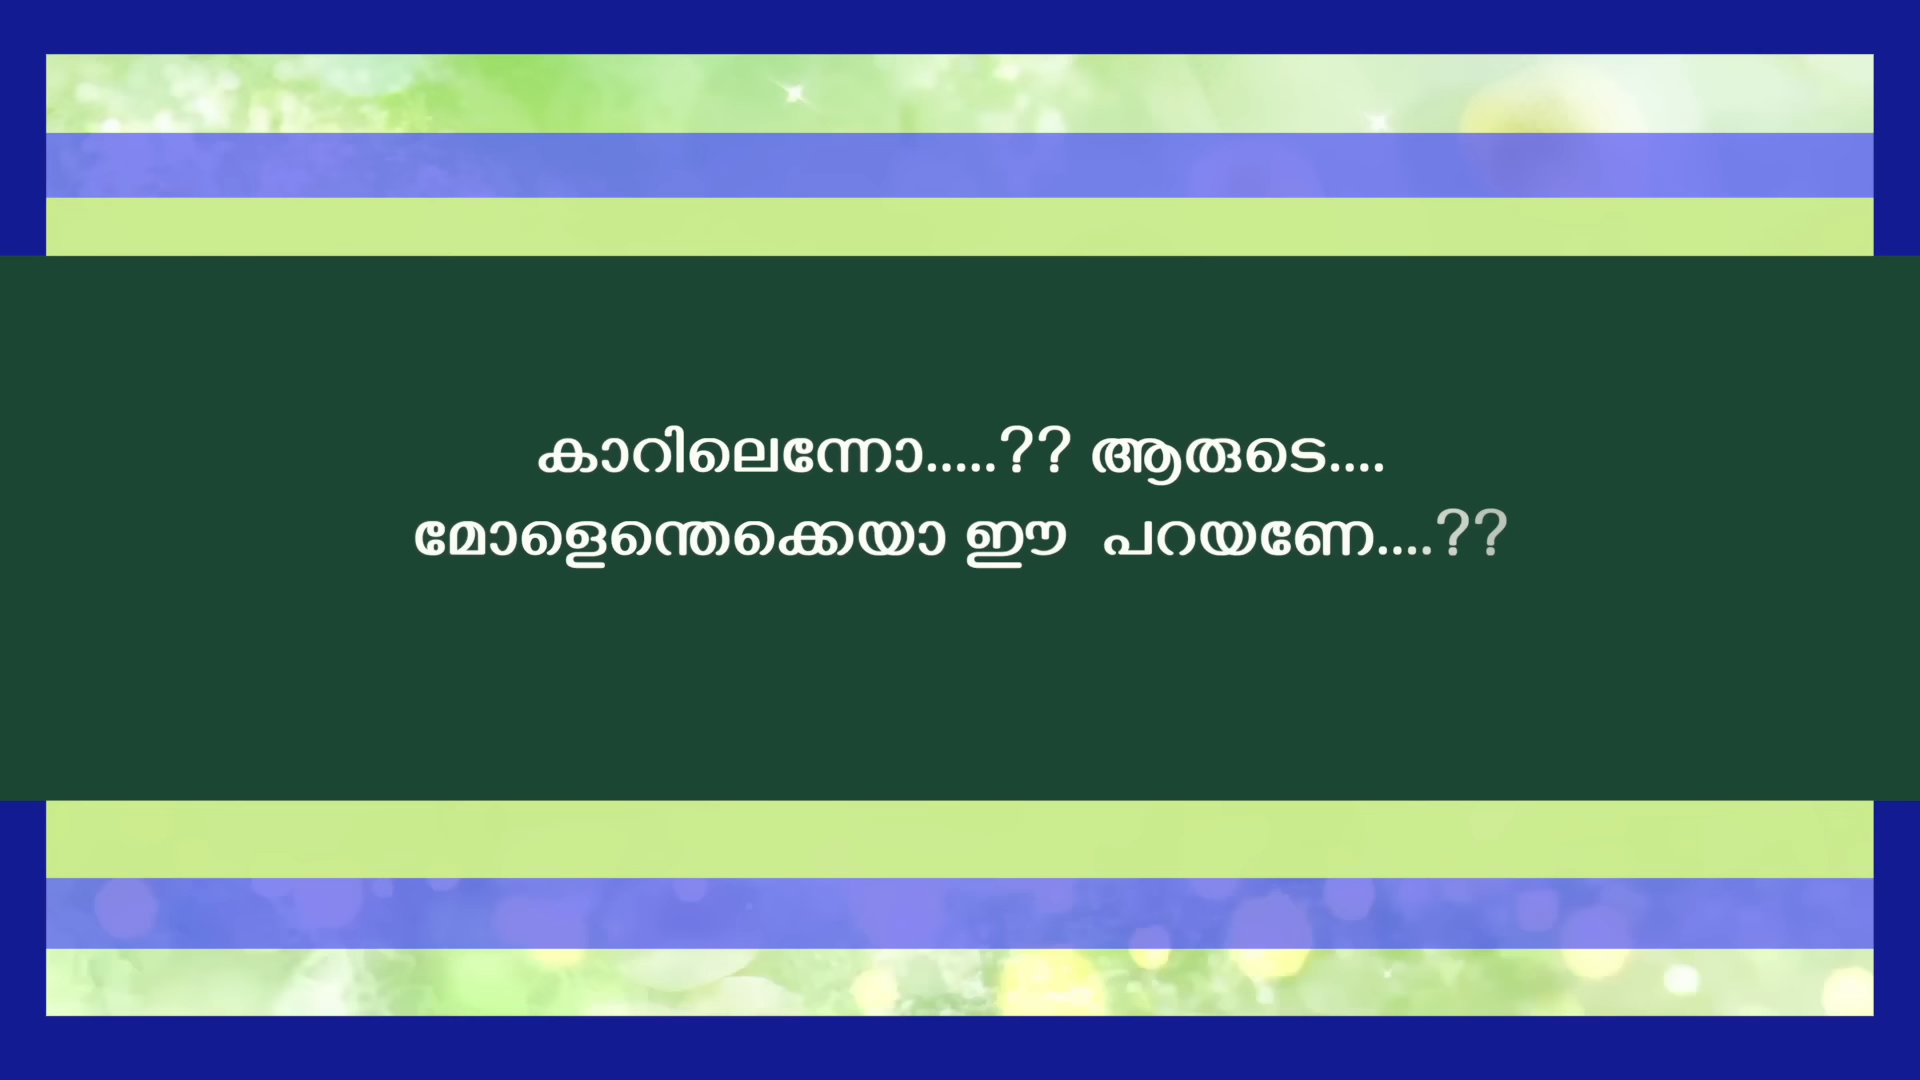 കാറിലെന്നോ.....?? ആരുടെ....
മോളെന്തെക്കെയാ ഈ  പറയണേ....??